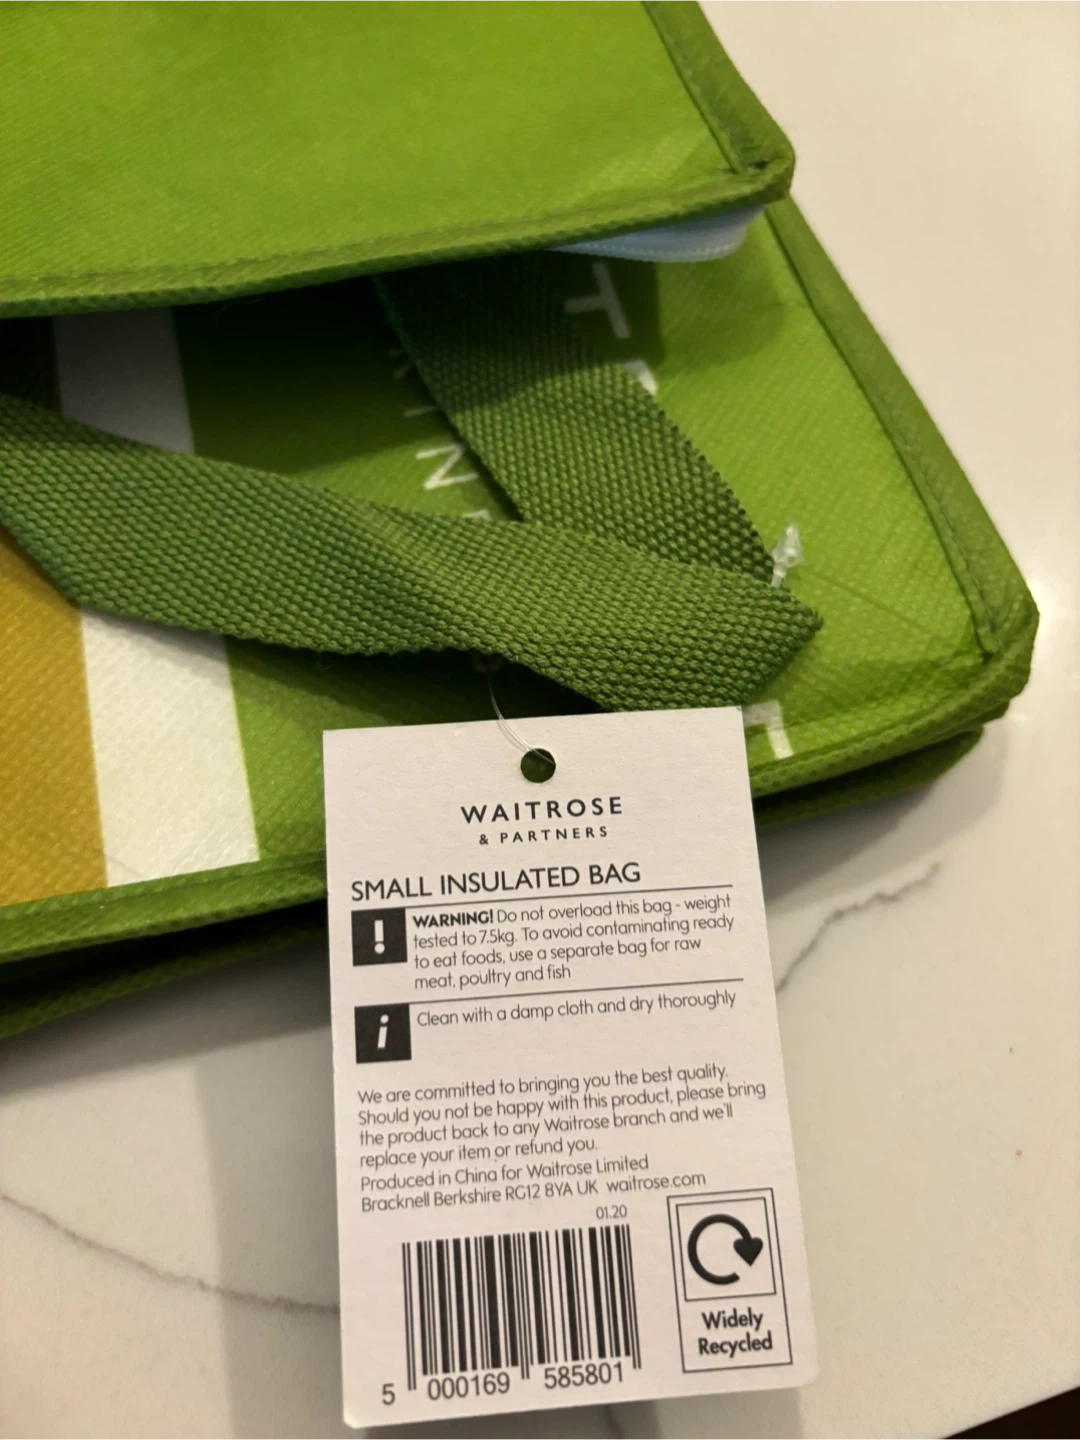 WAITROSE
& PARTNERS
SMALL INSULATED BAG
! WARNING! Do not overload this bag - weight
tested to 7.5kg. To avoid contaminating ready
to eat foods, use a separate bag for raw
meat, poultry and fish
i Clean with a damp cloth and dry thoroughly
We are committed to bringing you the best quality.
Should you not be happy with this product, please bring
the product back to any Waitrose branch and we'll
replace your item or refund you.
Produced in China for Waitrose Limited
Bracknell Berkshire RG12 8YA UK waitrose.com
01.20
Widely
Recycled
5 000169 585801